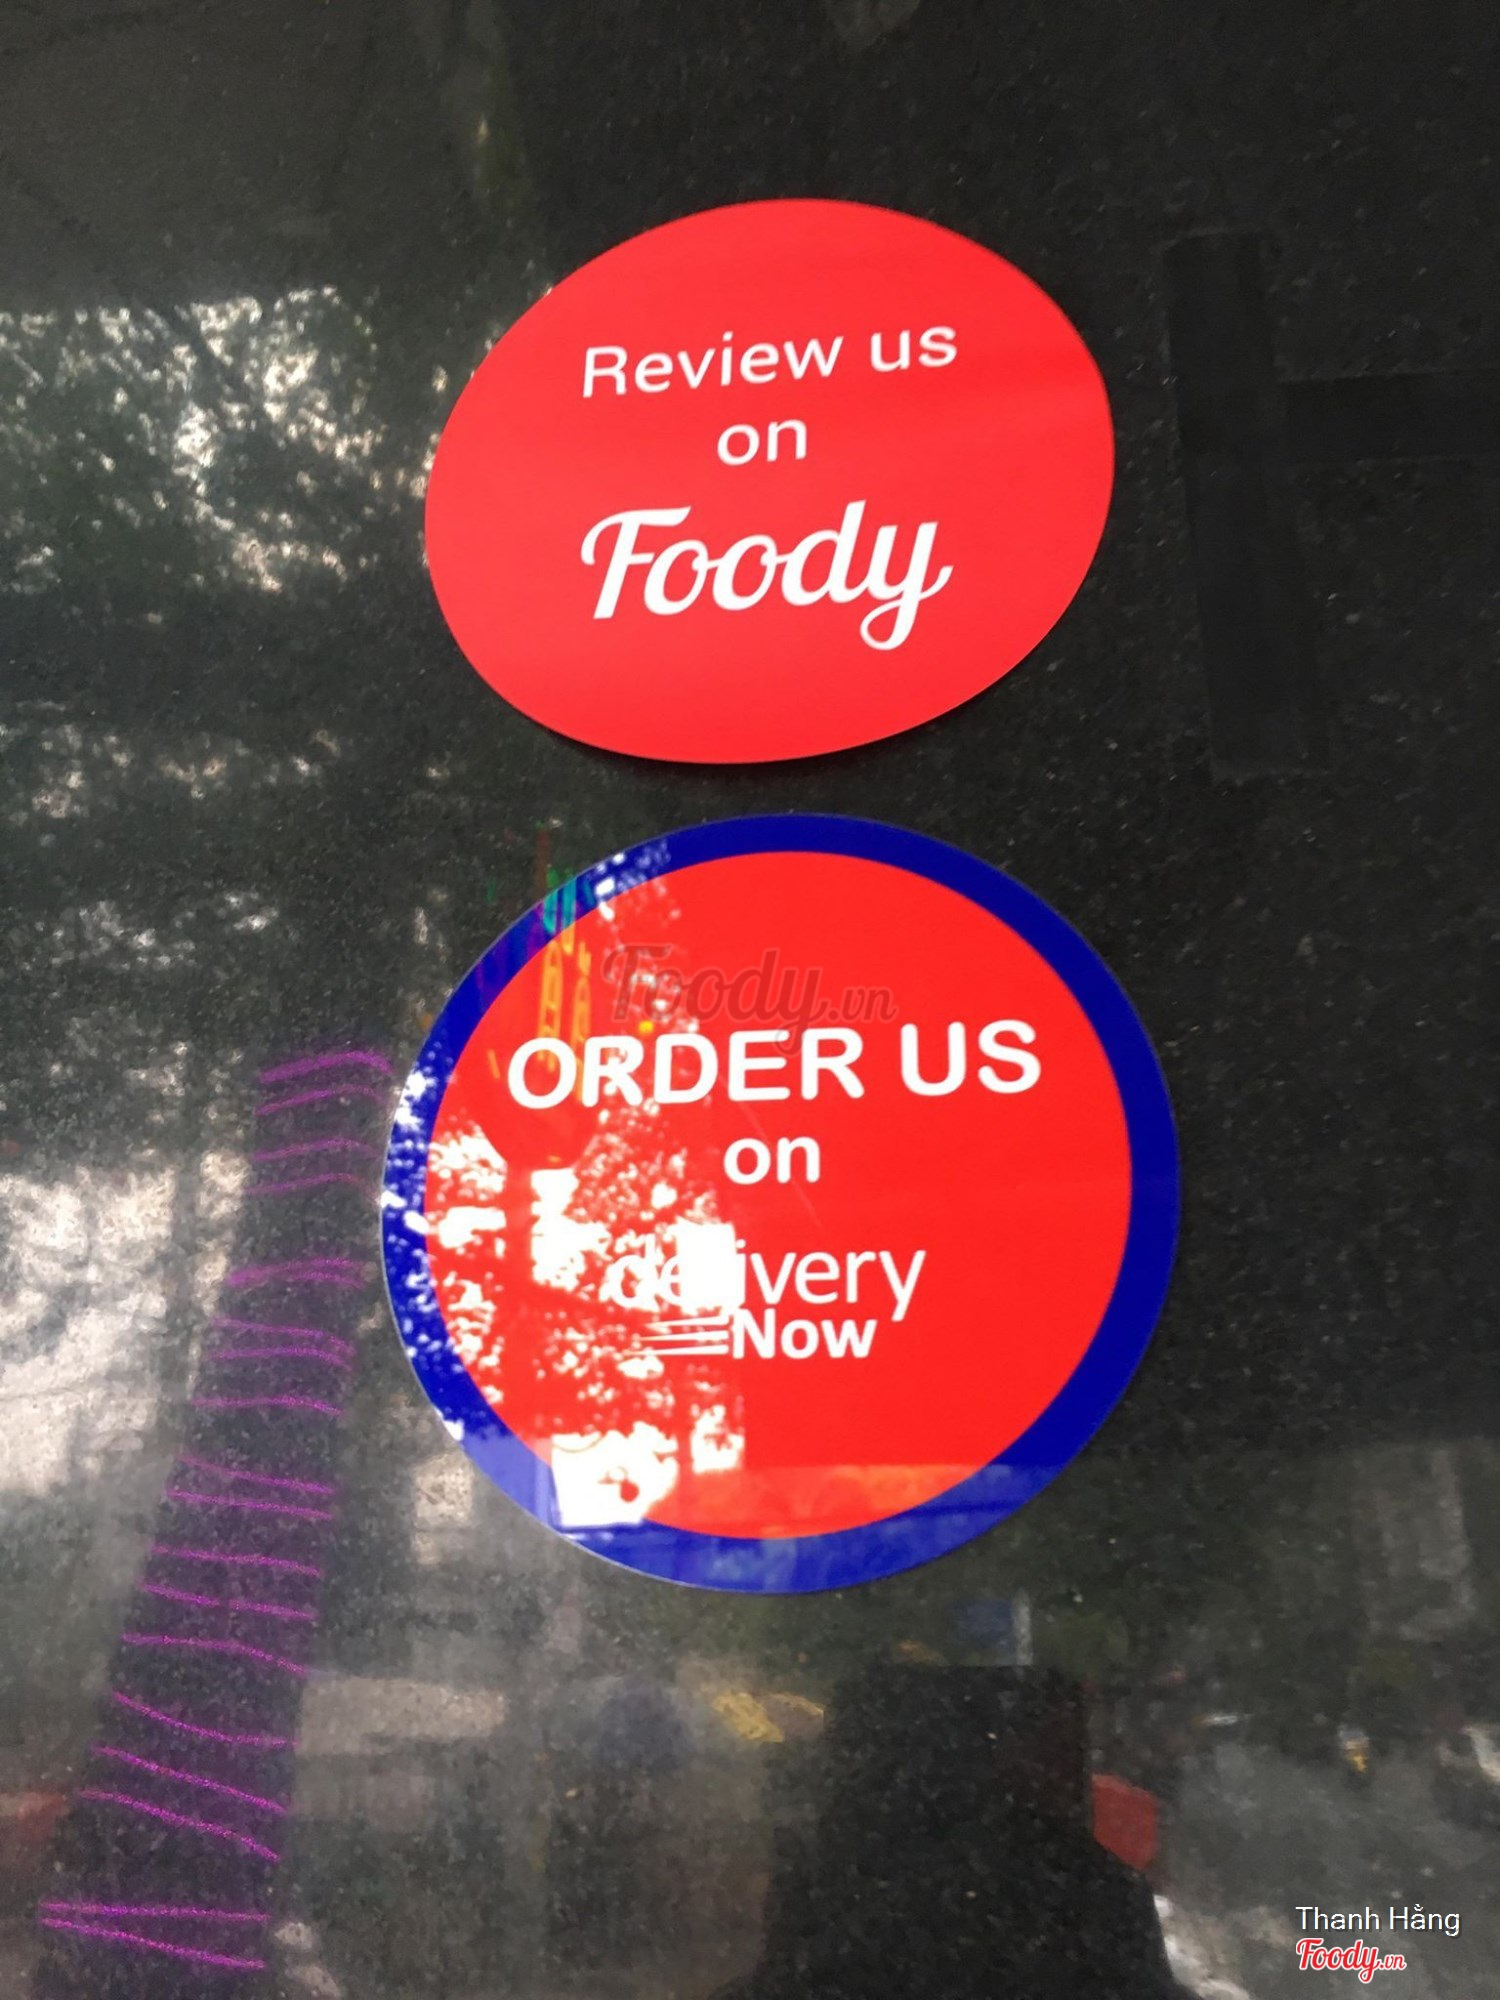 Review us
on
Foody
Foody.vn
ORDER US
on
delivery
Now
Thanh Hằng
Foody.vn